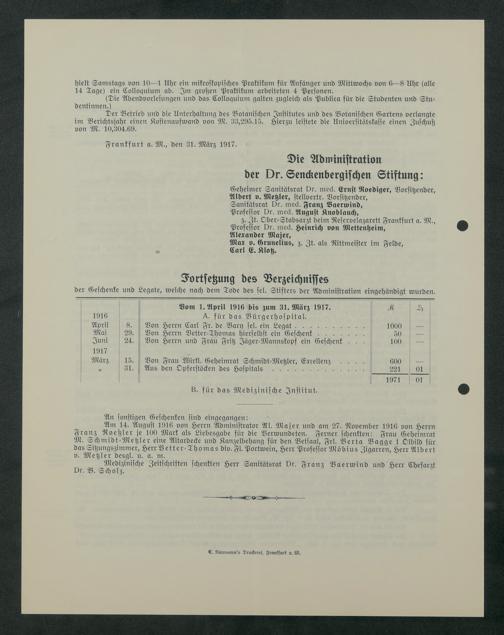 hielt Samstags von 10—1 Uhr ein mikroskopisches Praktikum für Anfänger und Mittwochs von 6—8 Uhr (alle
14 Tage) ein Colloquium ab. Im großen Praktikum arbeiteten 4 Personen.
(Die Abendvorlesungen und das Colloquium galten zugleich als Publica für die Studenten und Stu-
dentinnen.)
Der Betrieb und die Unterhaltung des Botanischen Institutes und des Botanischen Gartens verlangte
im Berichtsjahr einen Kostenaufwand von M. 33,295.15. Hierzu leistete die Universitätskasse einen Zuschuß
von M. 10,304.69.
Frankfurt a. M., den 31. März 1917.
Die Administration
der Dr. Senckenbergischen Stiftung:
Geheimer Sanitätsrat Dr. med. Ernst Roediger, Vorsitzender,
Albert v. Metzler, stellvertr. Vorsitzender,
Sanitätsrat Dr. med. Franz Baerwind,
Professor Dr. med. August Knoblauch,
z. Zt. Ober-Stabsarzt beim Reservelazarett Frankfurt a. M.,
Professor Dr. med. Heinrich von Mettenheim,
Alexander Majer,
Max v. Grunelius, z. Zt. als Rittmeister im Felde,
Carl E. Klotz.
Fortsetzung des Verzeichnisses
der Geschenke und Legate, welche nach dem Tode des sel. Stifters der Administration eingehändigt wurden.
Vom 1. April 1916 bis zum 31. März 1917. ℳ ₰
1916 A. für das Bürgerhospital.
April 8. Von Herrn Carl Fr. de Bary sel. ein Legat 1000 —
Mai 29. Von Herrn Vetter-Thomas hierselbst ein Geschenk 50 —
Juni 24. Von Herrn und Frau Fritz Jäger-Mannskopf ein Geschenk 100 —
1917
März 15. Von Frau Wirkl. Geheimrat Schmidt-Metzler, Exzellenz 600 —
„ 31. Aus den Opferstöcken des Hospitals 221 01
1971 01
B. für das Medizinische Institut.
An sonstigen Geschenken sind eingegangen:
Am 14. August 1916 von Herrn Administrator Al. Majer und am 27. November 1916 von Herrn
Franz Roeßler je 100 Mark als Liebesgabe für die Verwundeten. Ferner schenkten: Frau Geheimrat
M. Schmidt-Metzler eine Altardecke und Kanzelbehang für den Betsaal, Frl. Berta Bagge 1 Ölbild für
das Sitzungszimmer, Herr Vetter-Thomas div. Fl. Portwein, Herr Professor Möbius Zigarren, Herr Albert
v. Metzler desgl. u. a. m.
Medizinische Zeitschriften schenkten Herr Sanitätsrat Dr. Franz Baerwind und Herr Chefarzt
Dr. B. Scholz.
C. Naumann's Druckerei, Frankfurt a. M.